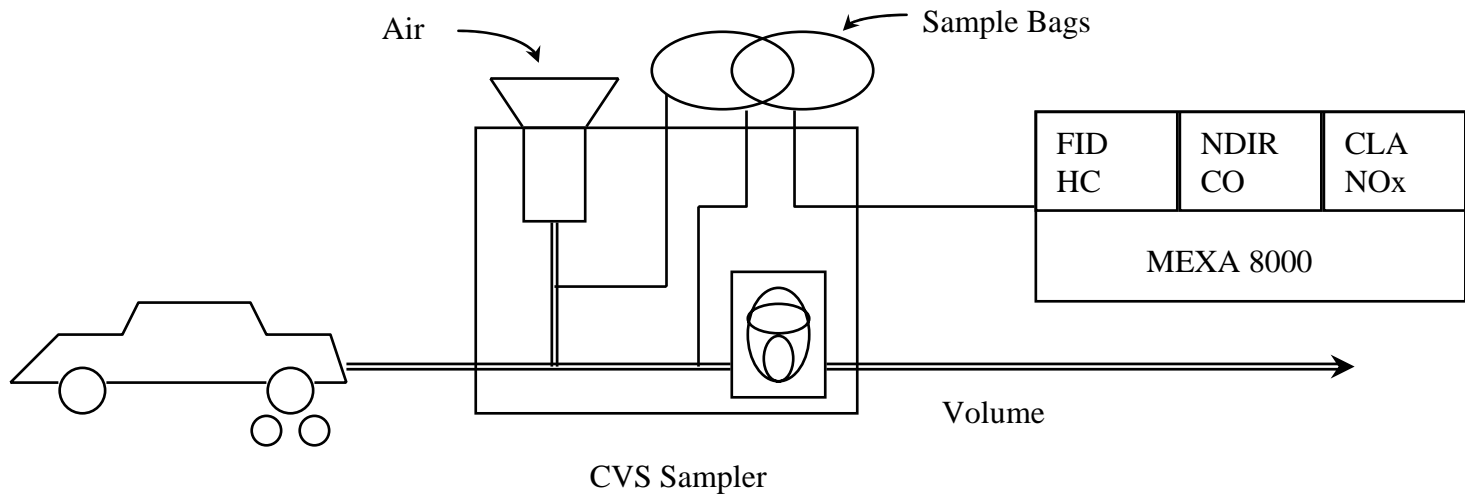 Air
Sample Bags
FID
HC
NDIR
CO
CLA
NOx
MEXA 8000
Volume
CVS Sampler